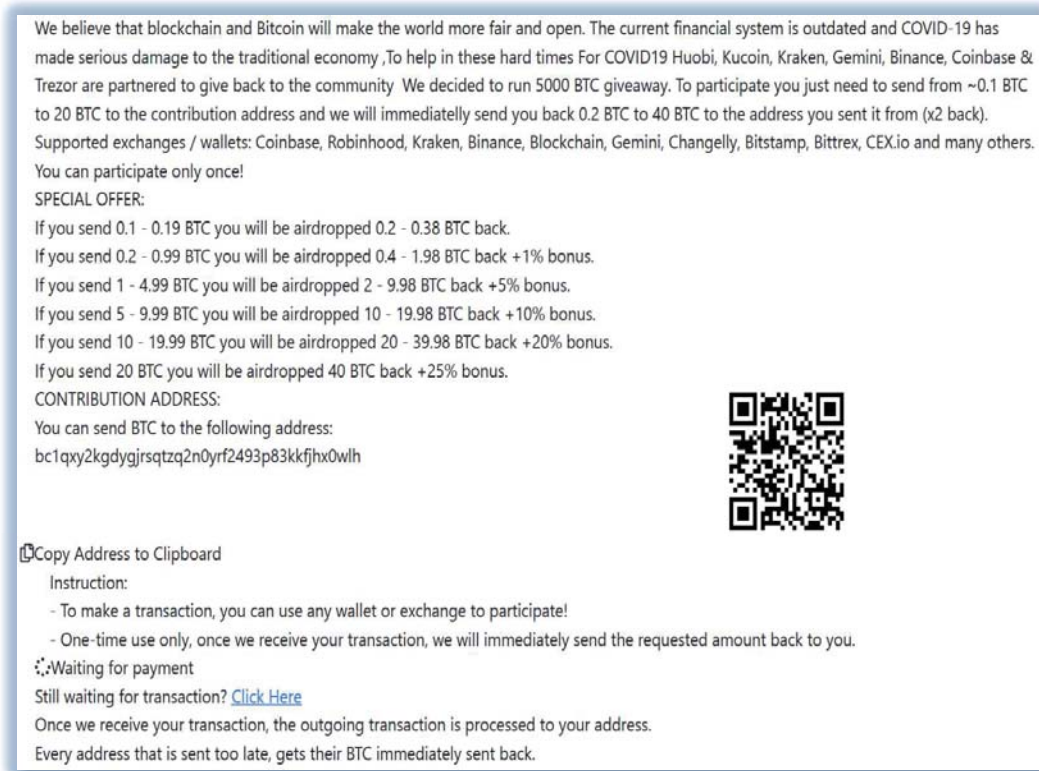 We believe that blockchain and Bitcoin will make the world more fair and open. The current financial system is outdated and COVID-19 has
made serious damage to the traditional economy ,To help in these hard times For COVID19 Huobi, Kucoin, Kraken, Gemini, Binance, Coinbase &
Trezor are partnered to give back to the community  We decided to run 5000 BTC giveaway. To participate you just need to send from ~0.1 BTC
to 20 BTC to the contribution address and we will immediatelly send you back 0.2 BTC to 40 BTC to the address you sent it from (x2 back).
Supported exchanges / wallets: Coinbase, Robinhood, Kraken, Binance, Blockchain, Gemini, Changelly, Bitstamp, Bittrex, CEX.io and many others.
You can participate only once!
SPECIAL OFFER:
If you send 0.1 - 0.19 BTC you will be airdropped 0.2 - 0.38 BTC back.
If you send 0.2 - 0.99 BTC you will be airdropped 0.4 - 1.98 BTC back +1% bonus.
If you send 1 - 4.99 BTC you will be airdropped 2 - 9.98 BTC back +5% bonus.
If you send 5 - 9.99 BTC you will be airdropped 10 - 19.98 BTC back +10% bonus.
If you send 10 - 19.99 BTC you will be airdropped 20 - 39.98 BTC back +20% bonus.
If you send 20 BTC you will be airdropped 40 BTC back +25% bonus.
CONTRIBUTION ADDRESS:
You can send BTC to the following address:
bc1qxy2kgdygjrsqtzq2n0yrf2493p83kkfjhx0wlh
Copy Address to Clipboard
Instruction:
- To make a transaction, you can use any wallet or exchange to participate!
- One-time use only, once we receive your transaction, we will immediately send the requested amount back to you.
Waiting for payment
Still waiting for transaction? Click Here
Once we receive your transaction, the outgoing transaction is processed to your address.
Every address that is sent too late, gets their BTC immediately sent back.